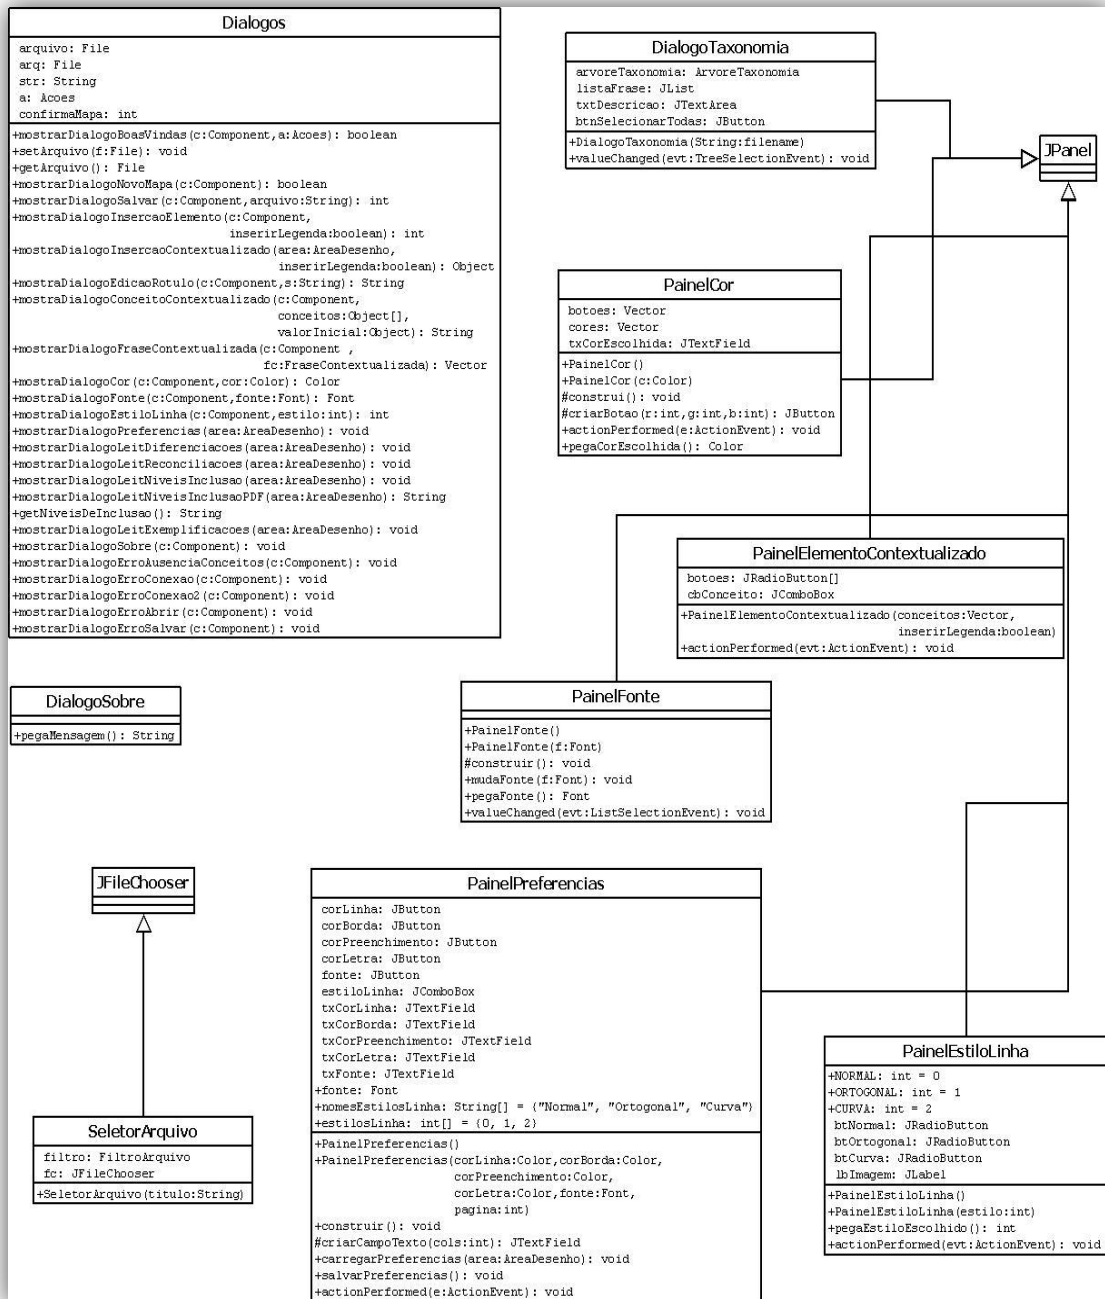 Dialogos
arquivo: File
arq: File
str: String
a: Acoes
confirmaMapa: int
+mostrarDialogoBoasVindas(c:Component,a:Acoes): boolean
+setArquivo(f:File): void
+getArquivo(): File
+mostrarDialogoNovoMapa(c:Component): boolean
+mostrarDialogoSalvar(c:Component,arquivo:String): int
+mostraDialogoInsercaoElemento(c:Component,
inserirLegenda:boolean): int
+mostraDialogoInsercaoContextualizado(area:AreaDesenho,
inserirLegenda:boolean): Object
+mostraDialogoEdicaoRotulo(c:Component,s:String): String
+mostraDialogoConceitoContextualizado(c:Component,
conceitos:Object[],
valorInicial:Object): String
+mostrarDialogoFraseContextualizada(c:Component ,
fc:FraseContextualizada): Vector
+mostraDialogoCor(c:Component,cor:Color): Color
+mostraDialogoFonte(c:Component,fonte:Font): Font
+mostraDialogoEstiloLinha(c:Component,estilo:int): int
+mostrarDialogoPreferencias(area:AreaDesenho): void
+mostrarDialogoLeitDiferenciacoes(area:AreaDesenho): void
+mostrarDialogoLeitReconciliacoes(area:AreaDesenho): void
+mostrarDialogoLeitNiveisInclusao(area:AreaDesenho): void
+mostrarDialogoLeitNiveisInclusaoPDF(area:AreaDesenho): String
+getNiveisDeInclusao(): String
+mostrarDialogoLeitExemplificacoes(area:AreaDesenho): void
+mostrarDialogoSobre(c:Component): void
+mostrarDialogoErroAusenciaConceitos(c:Component): void
+mostrarDialogoErroConexao(c:Component): void
+mostrarDialogoErroConexao2(c:Component): void
+mostrarDialogoErroAbrir(c:Component): void
+mostrarDialogoErroSalvar(c:Component): void
DialogoTaxonomia
arvoreTaxonomia: ArvoreTaxonomia
listaFrase: JList
txtDescricao: JTextArea
btnSelecionarTodas: JButton
+DialogoTaxonomia(String:filename)
+valueChanged(evt:TreeSelectionEvent): void
JPanel
PainelCor
botoes: Vector
cores: Vector
txCorEscolhida: JTextField
+PainelCor()
+PainelCor(c:Color)
#construi(): void
#criarBotao(r:int,g:int,b:int): JButton
+actionPerformed(e:ActionEvent): void
+pegaCorEscolhida(): Color
PainelElementoContextualizado
botoes: JRadioButton[]
cbConceito: JComboBox
+PainelElementoContextualizado(conceitos:Vector,
inserirLegenda:boolean)
+actionPerformed(evt:ActionEvent): void
DialogoSobre
+pegaMensagem(): String
PainelFonte
+PainelFonte()
+PainelFonte(f:Font)
#construir(): void
+mudaFonte(f:Font): void
+pegaFonte(): Font
+valueChanged(evt:ListSelectionEvent): void
JFileChooser
SeletorArquivo
filtro: FiltroArquivo
fc: JFileChooser
+SeletorArquivo(titulo:String)
PainelPreferencias
corLinha: JButton
corBorda: JButton
corPreenchimento: JButton
corLetra: JButton
fonte: JButton
estiloLinha: JComboBox
txCorLinha: JTextField
txCorBorda: JTextField
txCorPreenchimento: JTextField
txCorLetra: JTextField
txFonte: JTextField
+fonte: Font
+nomesEstilosLinha: String[] = {"Normal", "Ortogonal", "Curva"}
+estilosLinha: int[] = {0, 1, 2}
+PainelPreferencias()
+PainelPreferencias(corLinha:Color,corBorda:Color,
corPreenchimento:Color,
corLetra:Color,fonte:Font,
pagina:int)
+construir(): void
#criarCampoTexto(cols:int): JTextField
+carregarPreferencias(area:AreaDesenho): void
+salvarPreferencias(): void
+actionPerformed(e:ActionEvent): void
PainelEstiloLinha
+NORMAL: int = 0
+ORTOGONAL: int = 1
+CURVA: int = 2
btNormal: JRadioButton
btOrtogonal: JRadioButton
btCurva: JRadioButton
lbImagem: JLabel
+PainelEstiloLinha()
+PainelEstiloLinha(estilo:int)
+pegaEstiloEscolhido(): int
+actionPerformed(evt:ActionEvent): void